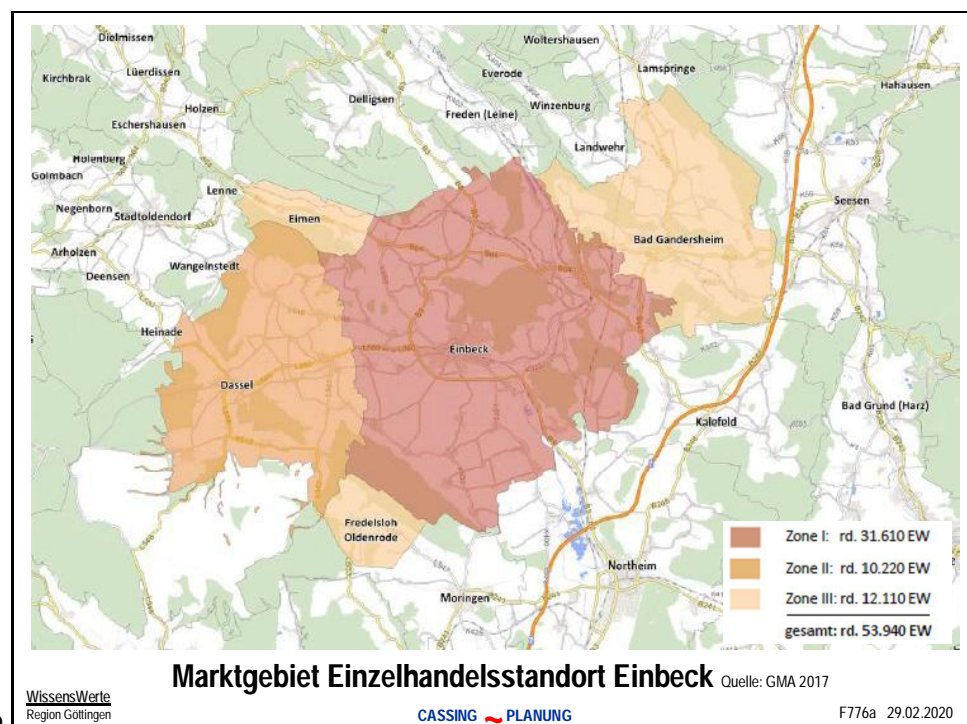 Dielmissen
Woltershausen
Kirchbrak
Lüerdissen
Everode
Lamspringe
Hahausen
Holzen
Delligsen
Winzenburg
Freden (Leine)
Eschershausen
Landwehr
Holenberg
Golmbach
Lenne
Seesen
Negenborn
Stadtoldendorf
Eimen
Bad Gandersheim
Arholzen
Wangelnstedt
Deensen
Heinade
Einbeck
Dassel
Bad Grund (Harz)
Kalefeld
Fredelsloh
Oldenrode
Northeim
Moringen
Zone I: rd. 31.610 EW
Zone II: rd. 10.220 EW
Zone III: rd. 12.110 EW
gesamt: rd. 53.940 EW
Marktgebiet Einzelhandelsstandort Einbeck Quelle: GMA 2017
WissensWerte
Region Göttingen
CASSING ~ PLANUNG
F776a 29.02.2020